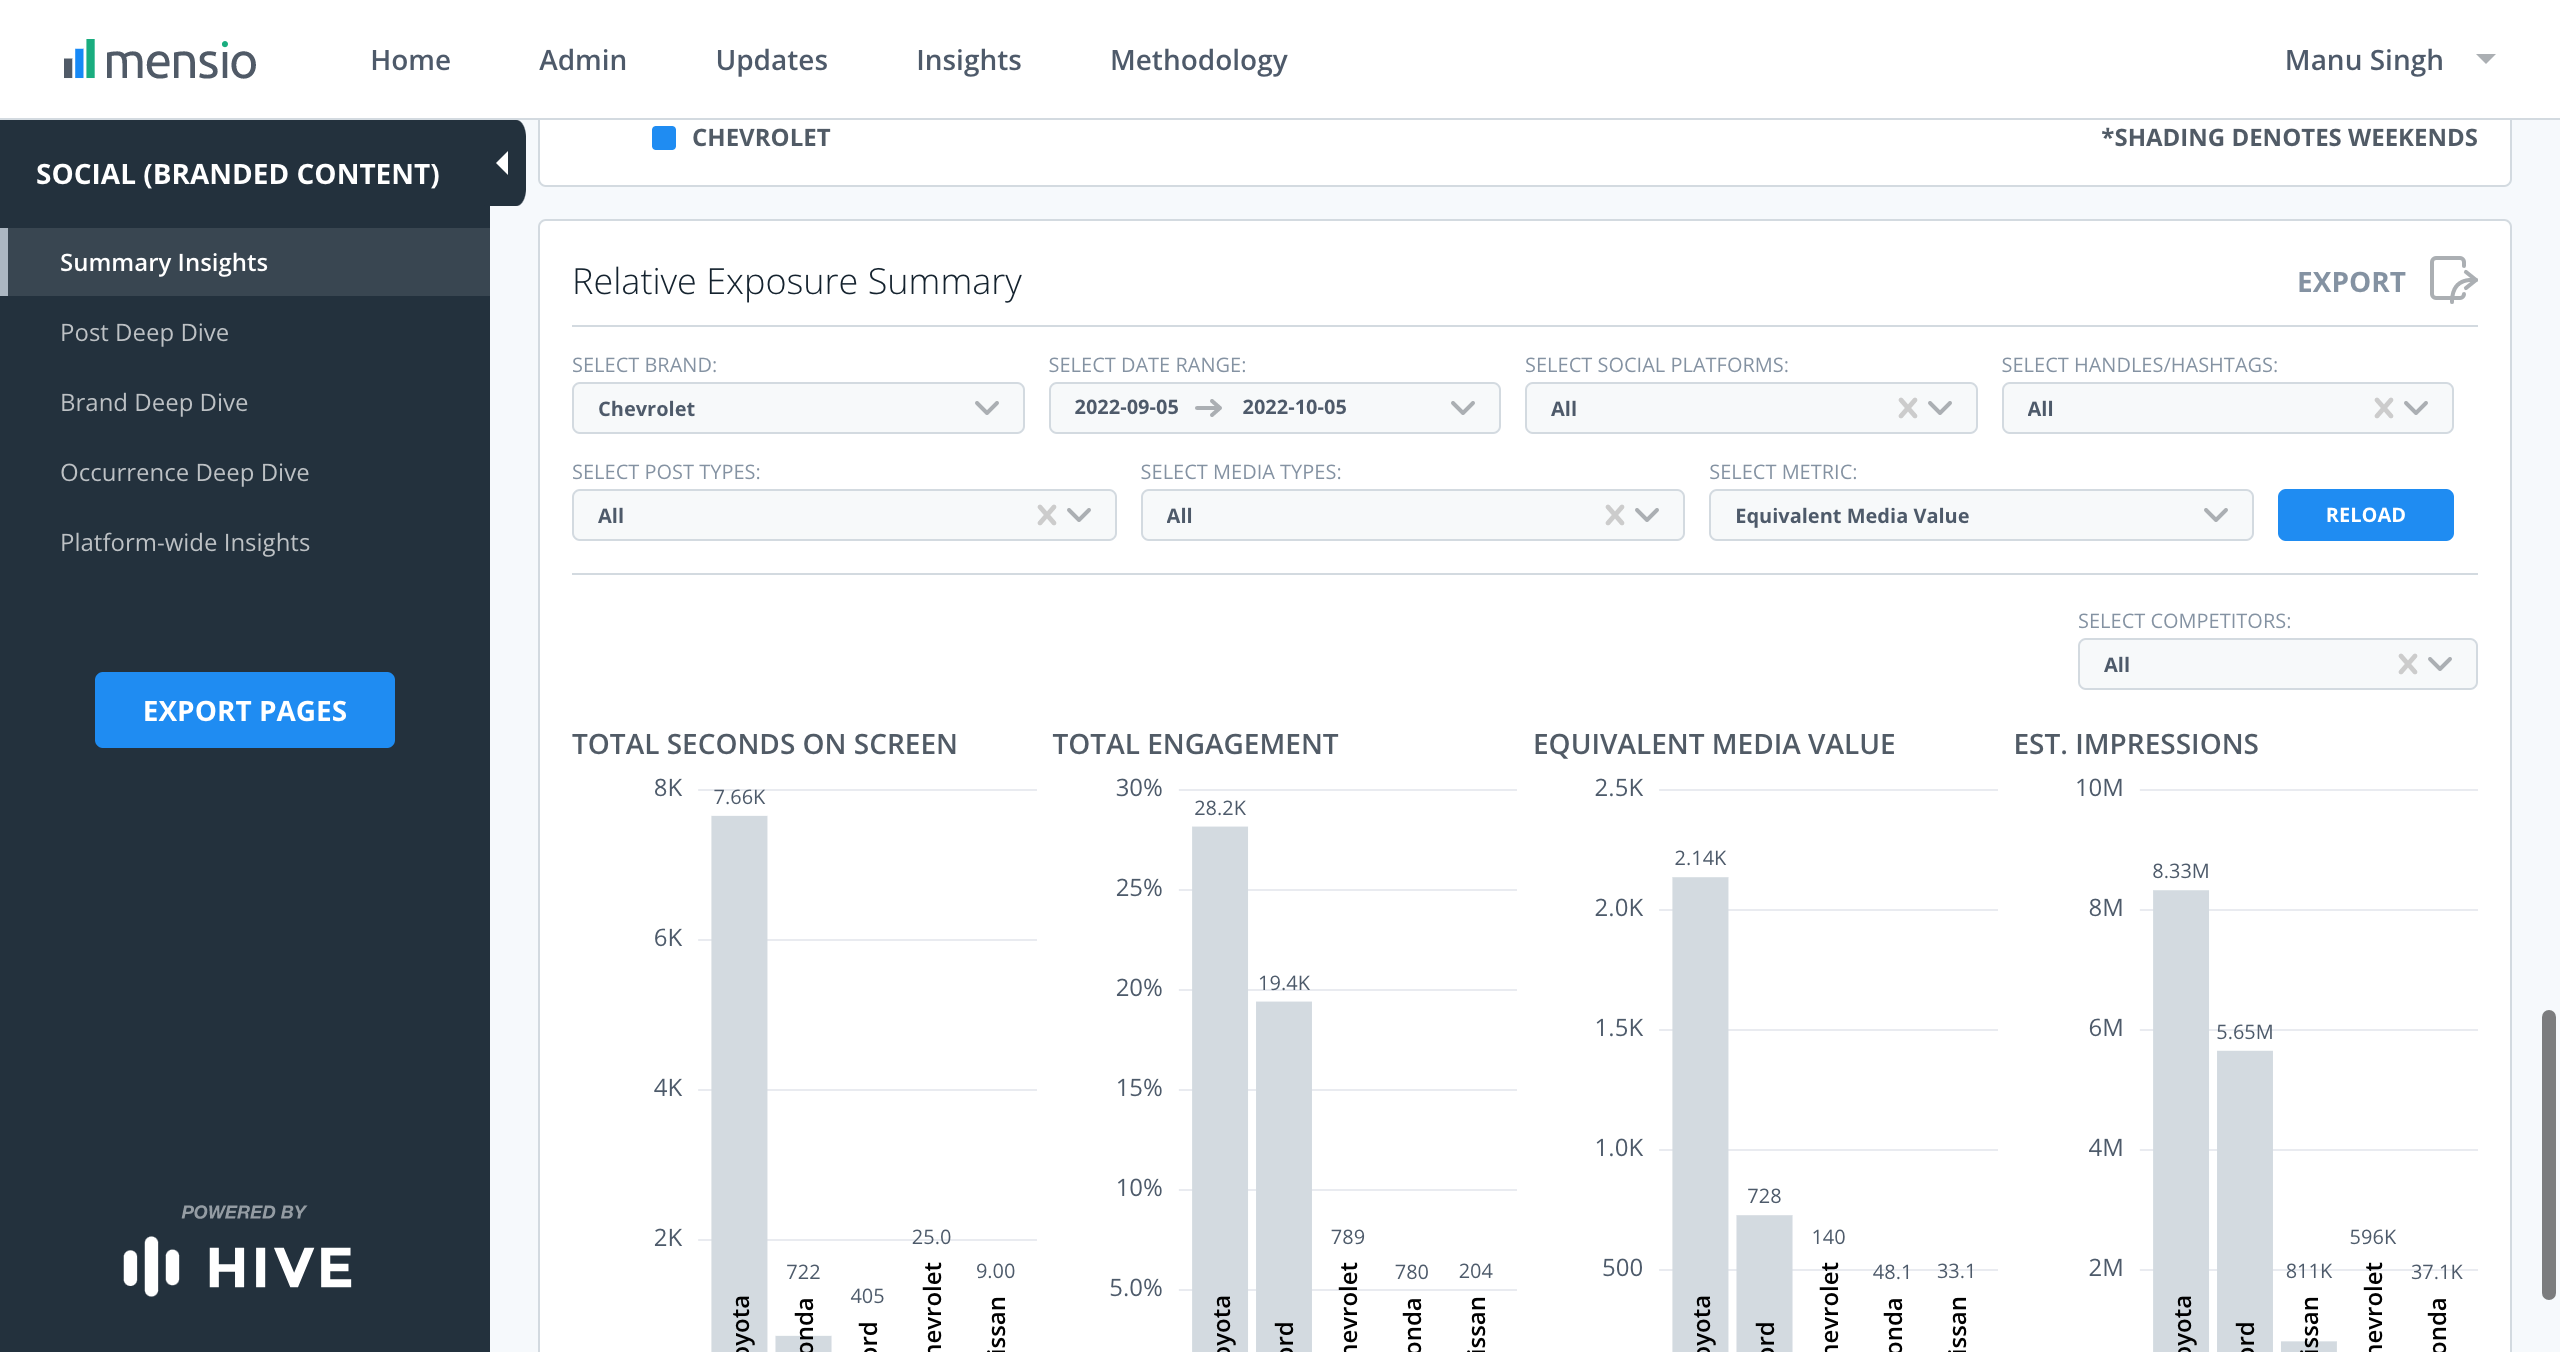 mensio
Home Admin Updates Insights Methodology
Manu Singh
SOCIAL (BRANDED CONTENT)
Summary Insights
Post Deep Dive
Brand Deep Dive
Occurrence Deep Dive
Platform-wide Insights
EXPORT PAGES
POWERED BY
HIVE
CHEVROLET
*SHADING DENOTES WEEKENDS
Relative Exposure Summary
EXPORT
SELECT BRAND: SELECT DATE RANGE: SELECT SOCIAL PLATFORMS: SELECT HANDLES/HASHTAGS:
Chevrolet 2022-09-05 → 2022-10-05 All All
SELECT POST TYPES: SELECT MEDIA TYPES: SELECT METRIC:
All All Equivalent Media Value RELOAD
SELECT COMPETITORS:
All
TOTAL SECONDS ON SCREEN
8K
6K
4K
2K
7.66K
722
405
25.0
9.00
oyota
onda
ord
hevrolet
issan
TOTAL ENGAGEMENT
30%
25%
20%
15%
10%
5.0%
28.2K
19.4K
789
780
204
oyota
ord
hevrolet
onda
issan
EQUIVALENT MEDIA VALUE
2.5K
2.0K
1.5K
1.0K
500
2.14K
728
140
48.1
33.1
oyota
ord
hevrolet
onda
issan
EST. IMPRESSIONS
10M
8M
6M
4M
2M
8.33M
5.65M
811K
596K
37.1K
oyota
ord
issan
hevrolet
onda